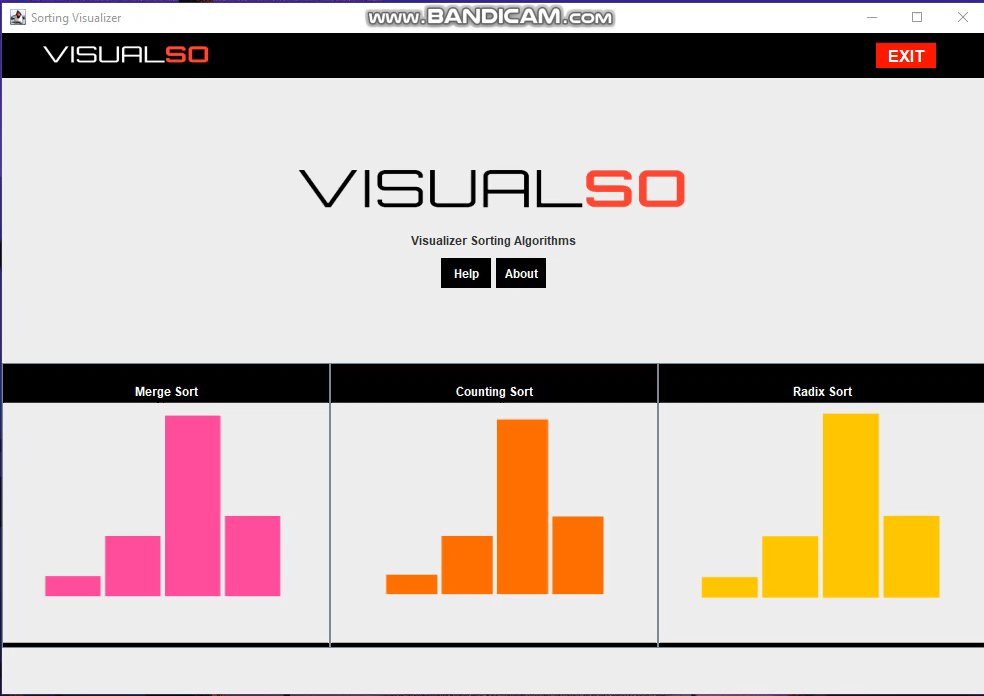 Sorting Visualizer
www.BANDICAM.com
VISUALSO
EXIT
VISUALSO
Visualizer Sorting Algorithms
Help
About
Merge Sort
Counting Sort
Radix Sort